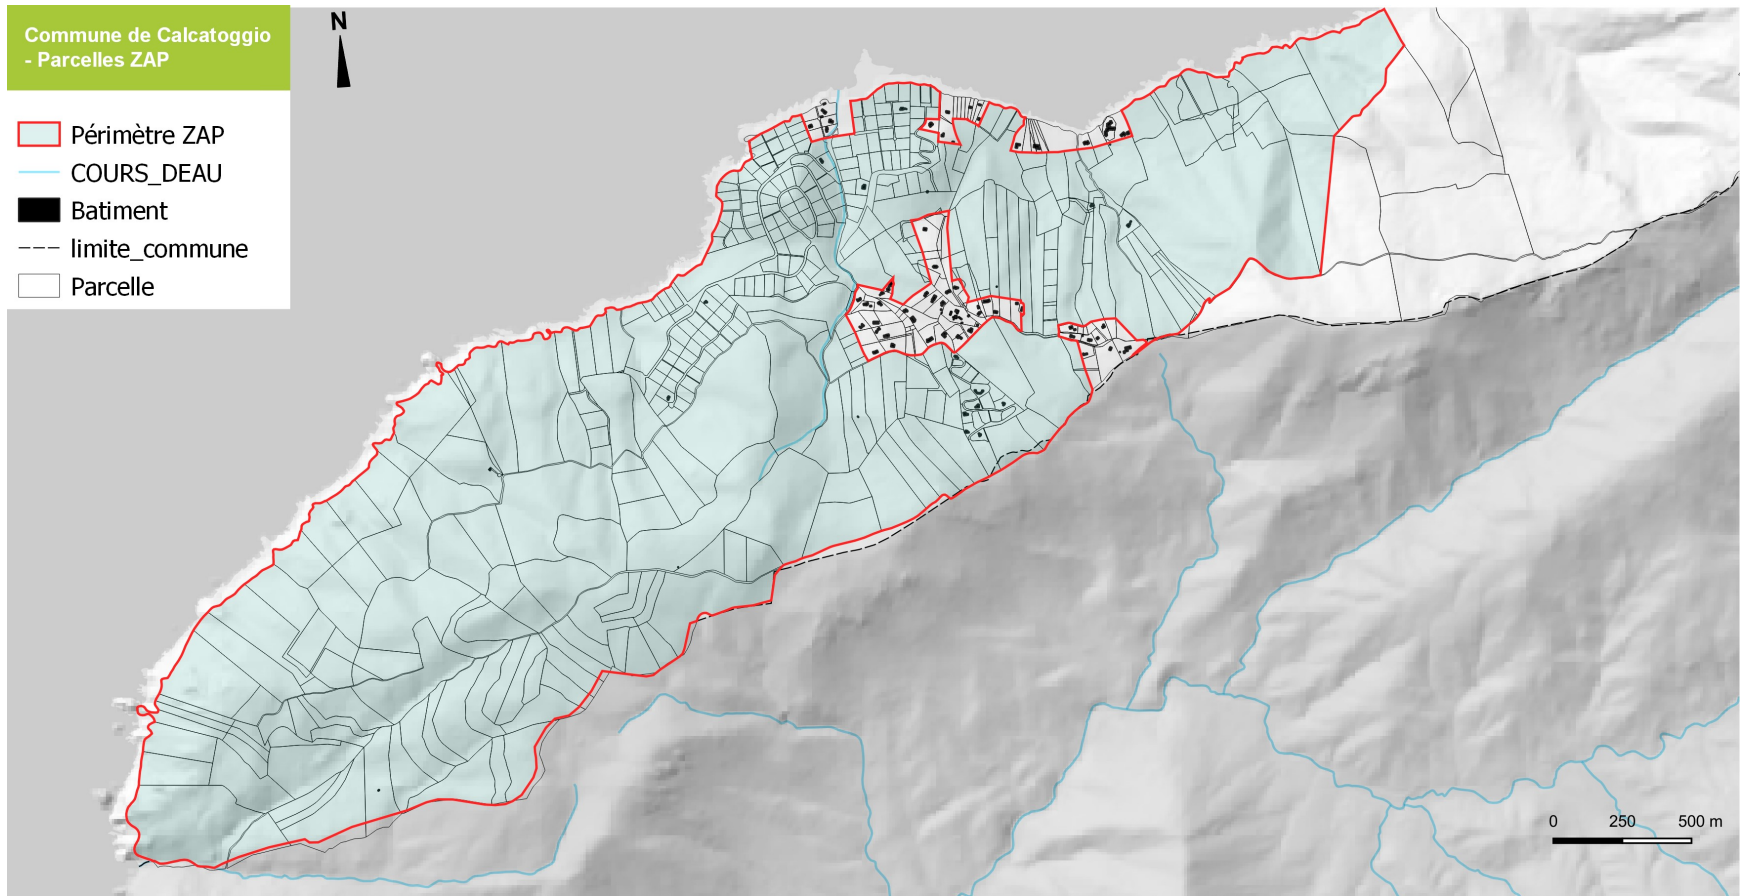 Commune de Calcatoggio
- Parcelles ZAP
N
Périmètre ZAP
COURS_DEAU
Batiment
limite_commune
Parcelle
0 250 500 m